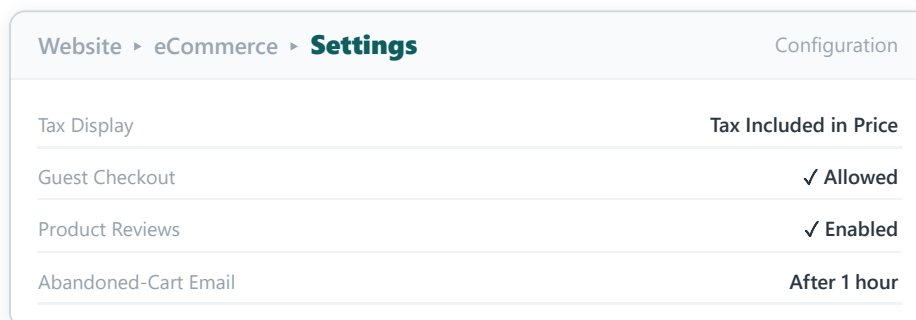 Website ▸ eCommerce ▸ Settings Configuration
Tax Display Tax Included in Price
Guest Checkout ✓ Allowed
Product Reviews ✓ Enabled
Abandoned-Cart Email After 1 hour